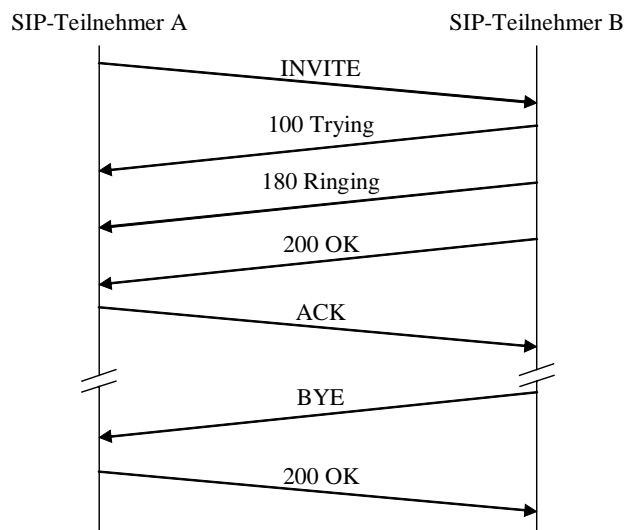 SIP-Teilnehmer A
SIP-Teilnehmer B
INVITE
100 Trying
180 Ringing
200 OK
ACK
BYE
200 OK